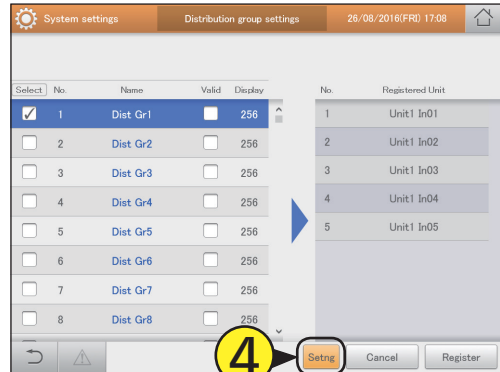 System settings Distribution group settings 26/08/2016(FRI) 17:08
Select No. Name Valid Display No. Registered Unit
1 Dist Gr1 256 1 Unit1 In01
2 Dist Gr2 256 2 Unit1 In02
3 Dist Gr3 256 3 Unit1 In03
4 Dist Gr4 256 4 Unit1 In04
5 Dist Gr5 256 5 Unit1 In05
6 Dist Gr6 256
7 Dist Gr7 256
8 Dist Gr8 256
4 Setng Cancel Register